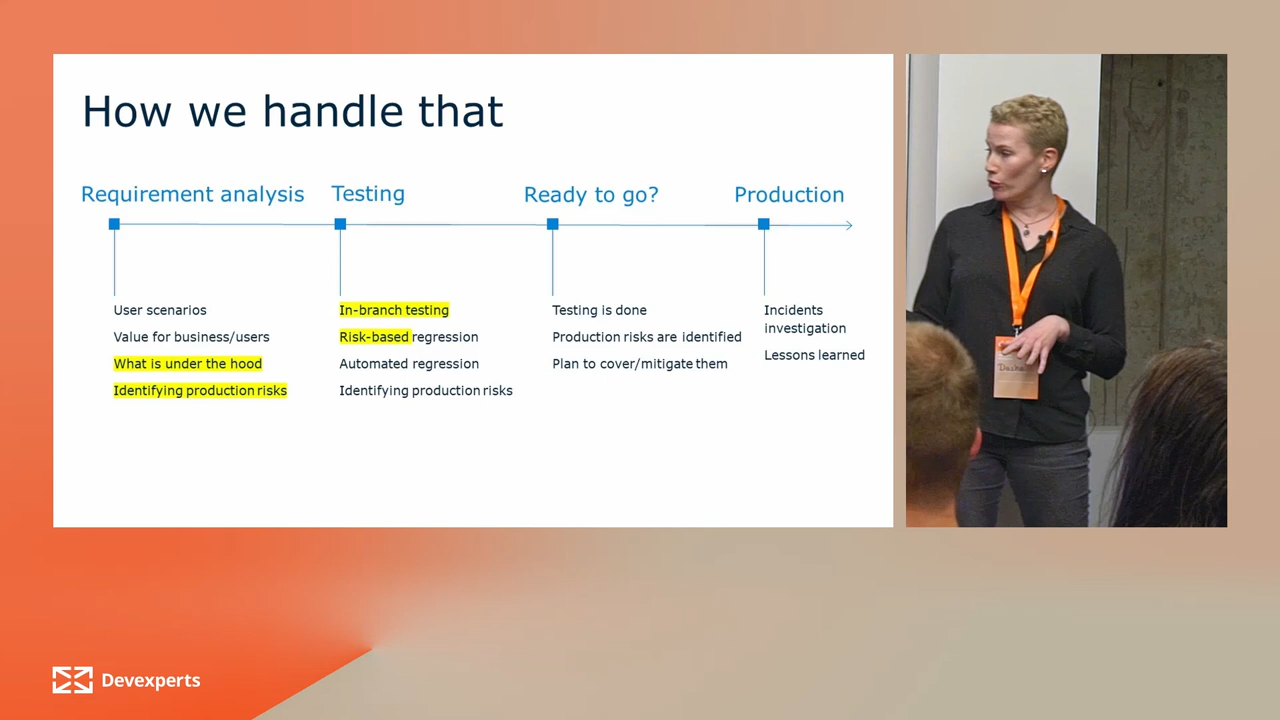 How we handle that
Requirement analysis
Testing
Ready to go?
Production
User scenarios
Value for business/users
What is under the hood
Identifying production risks
In-branch testing
Risk-based regression
Automated regression
Identifying production risks
Testing is done
Production risks are identified
Plan to cover/mitigate them
Incidents
investigation
Lessons learned
Dasha
Devexperts